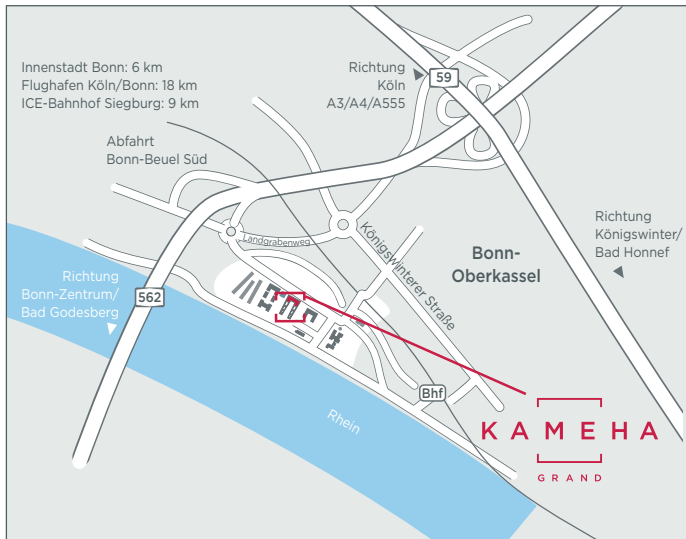 Innenstadt Bonn: 6 km
Flughafen Köln/Bonn: 18 km
ICE-Bahnhof Siegburg: 9 km
Richtung
Köln
A3/A4/A555
59
Abfahrt
Bonn-Beuel Süd
Landgrabenweg
Königswinterer Straße
Bonn-
Oberkassel
Richtung
Königswinter/
Bad Honnef
Richtung
Bonn-Zentrum/
Bad Godesberg
562
Bhf
Rhein
KAMEHA
GRAND